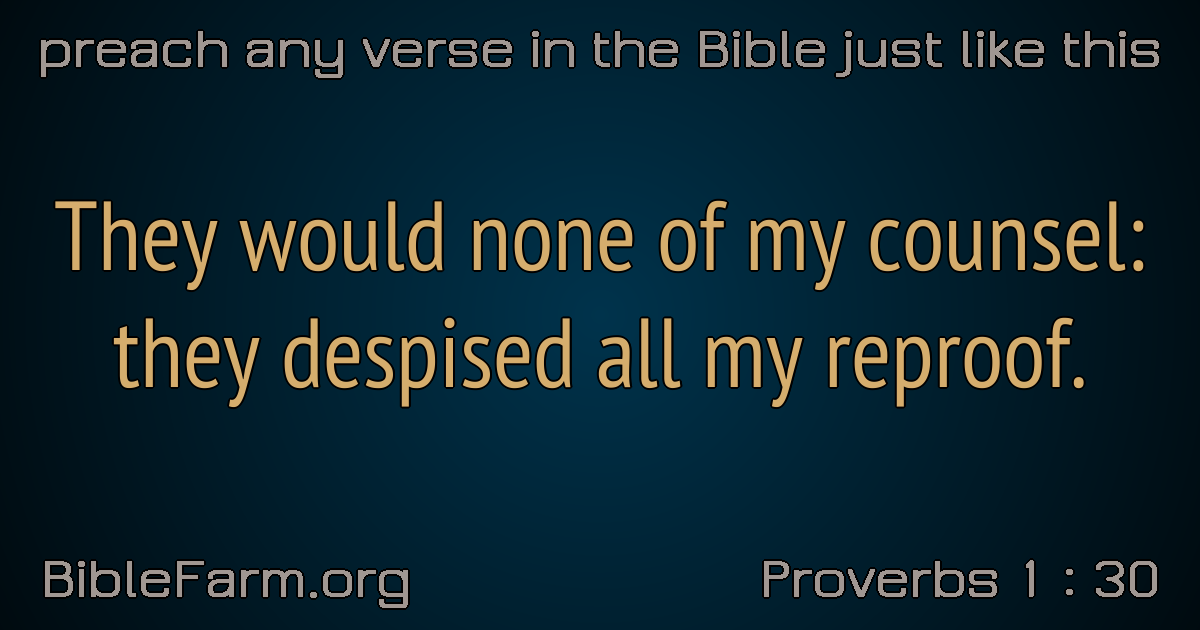 preach any verse in the Bible just like this
They would none of my counsel:
they despised all my reproof.
BibleFarm.org
Proverbs 1 : 30